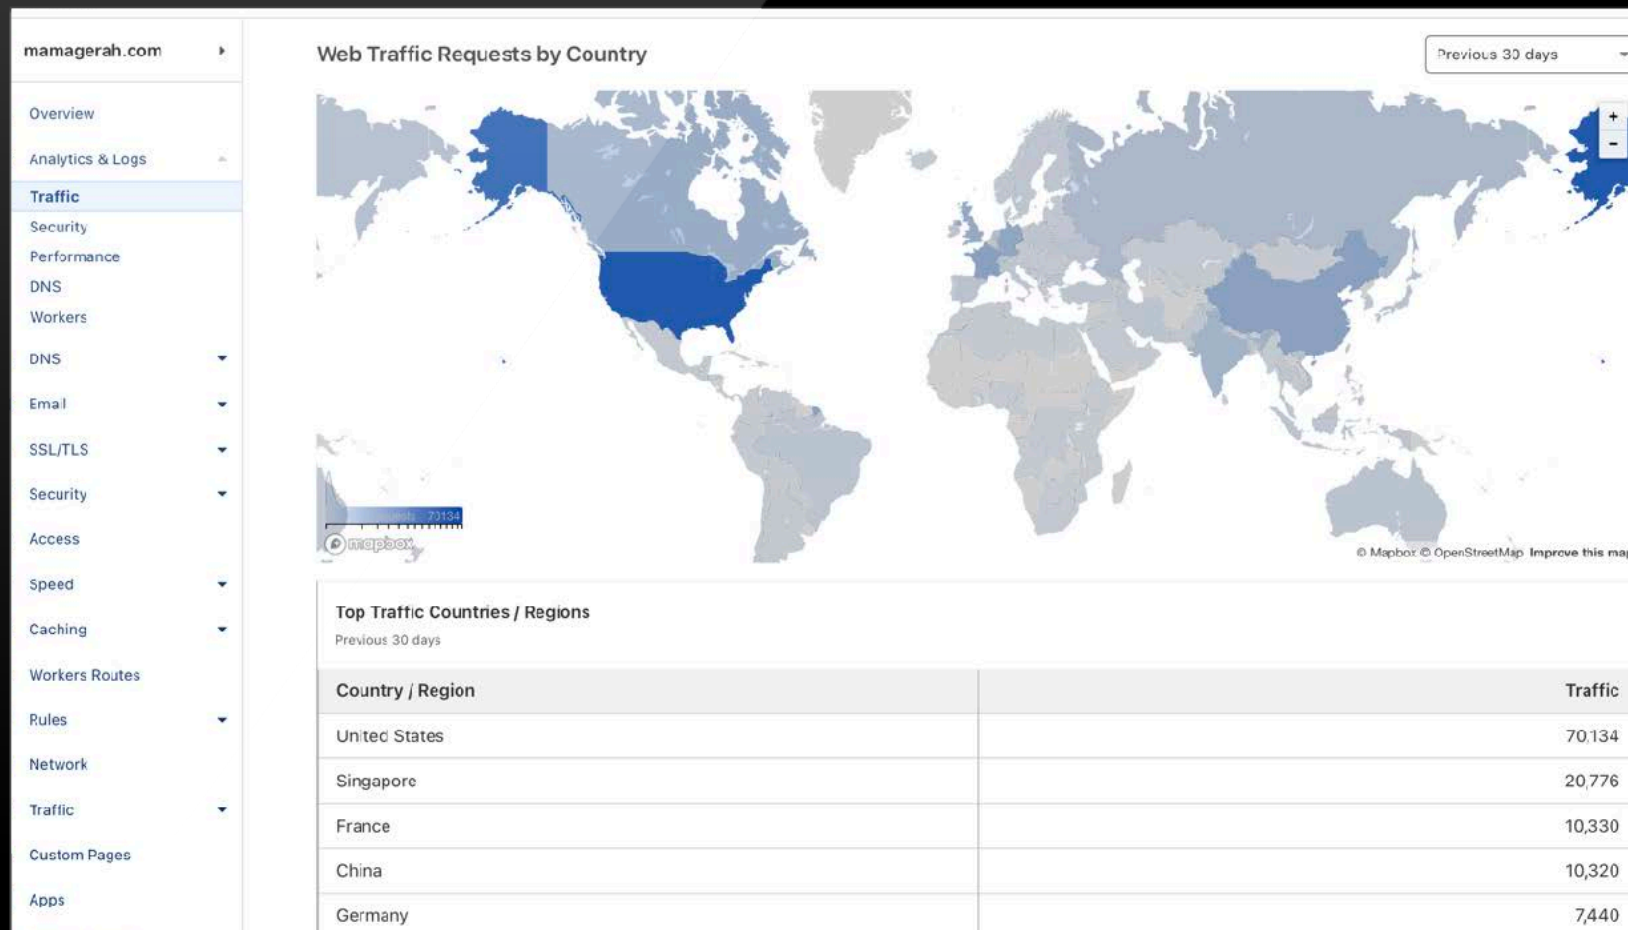 mamagerah.com
Overview
Analytics & Logs
Traffic
Security
Performance
DNS
Workers
DNS
Email
SSL/TLS
Security
Access
Speed
Caching
Workers Routes
Rules
Network
Traffic
Custom Pages
Apps
Web Traffic Requests by Country
Previous 30 days
+
-
70134
mapbox
© Mapbox © OpenStreetMap Improve this map
Top Traffic Countries / Regions
Previous 30 days
Country / Region Traffic
United States 70,134
Singapore 20,776
France 10,330
China 10,320
Germany 7,440